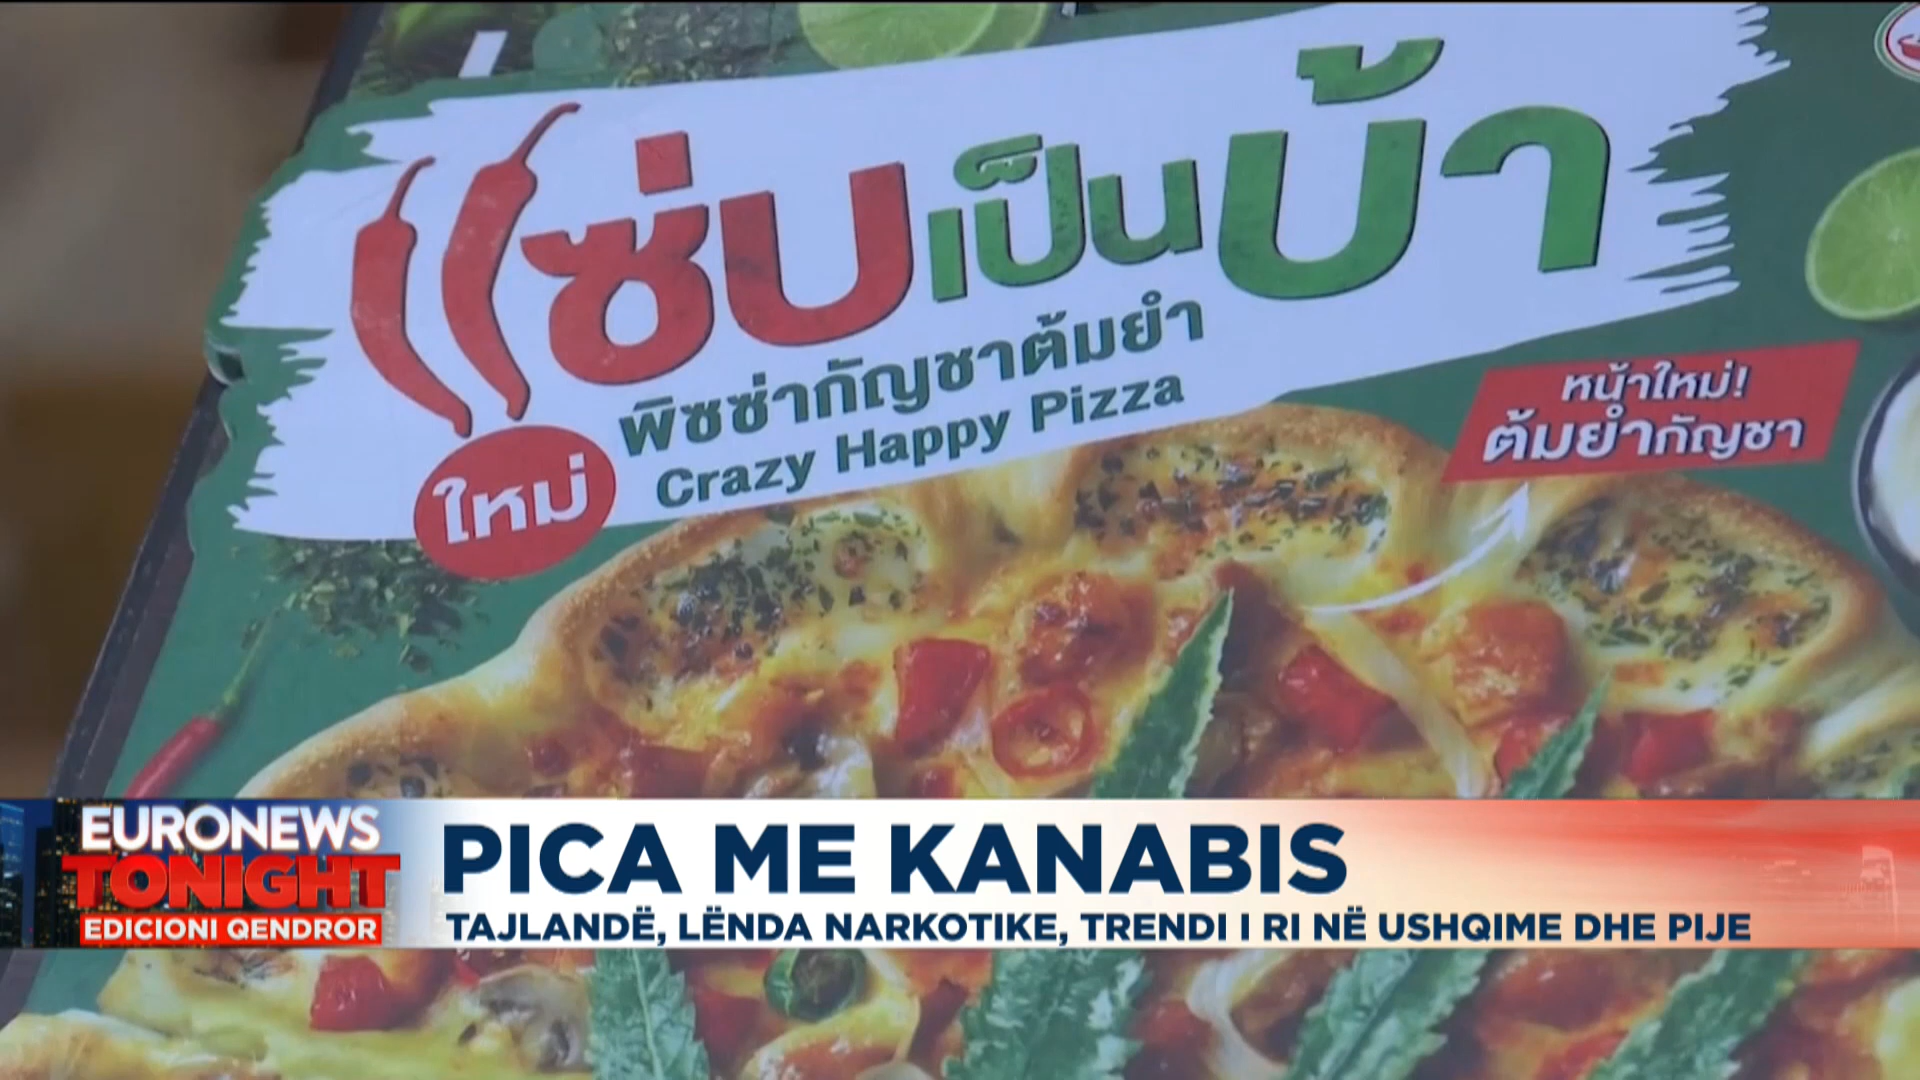 แซ่บเป็นบ้า
พิซซ่ากัญชาต้มยำ
Crazy Happy Pizza
ใหม่
หน้าใหม่!
ต้มยำกัญชา
EURONEWS
TONIGHT
EDICIONI QENDROR
PICA ME KANABIS
TAJLANDË, LËNDA NARKOTIKE, TRENDI I RI NË USHQIME DHE PIJE